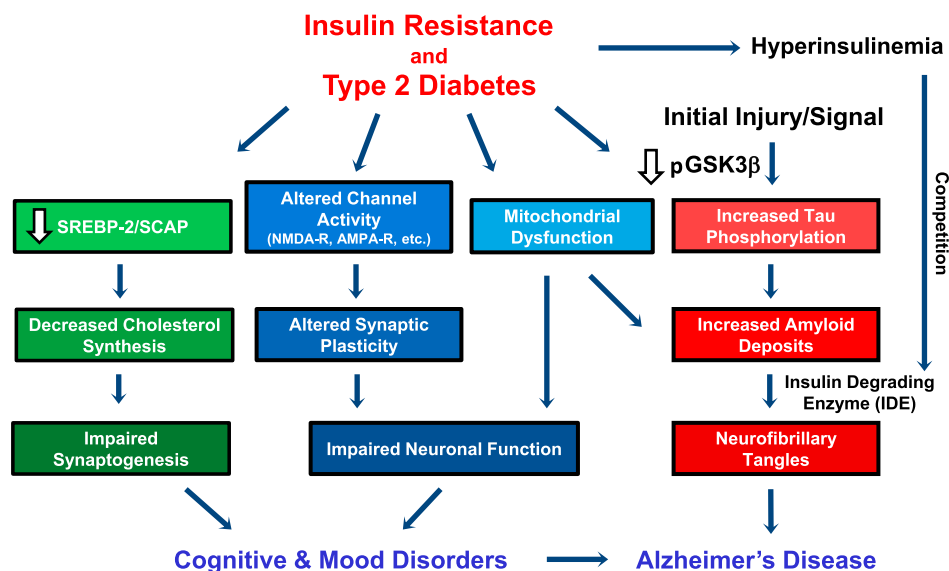 Insulin Resistance
and
Type 2 Diabetes
Hyperinsulinemia
Initial Injury/Signal
pGSK3β
Competition
SREBP-2/SCAP
Altered Channel
Activity
(NMDA-R, AMPA-R, etc.)
Mitochondrial
Dysfunction
Increased Tau
Phosphorylation
Decreased Cholesterol
Synthesis
Altered Synaptic
Plasticity
Increased Amyloid
Deposits
Insulin Degrading
Enzyme (IDE)
Impaired
Synaptogenesis
Impaired Neuronal Function
Neurofibrillary
Tangles
Cognitive & Mood Disorders
Alzheimer's Disease